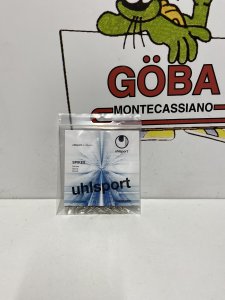 GÖBA
MONTECASSIANO
uhlsport
SPIKES
uhlsport